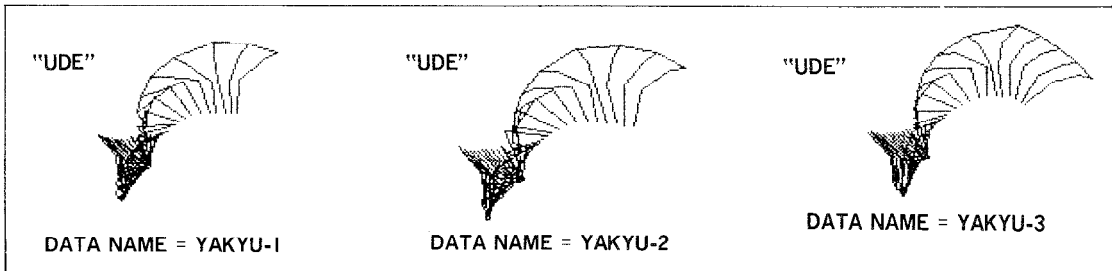 "UDE"
DATA NAME = YAKYU-1
"UDE"
DATA NAME = YAKYU-2
"UDE"
DATA NAME = YAKYU-3